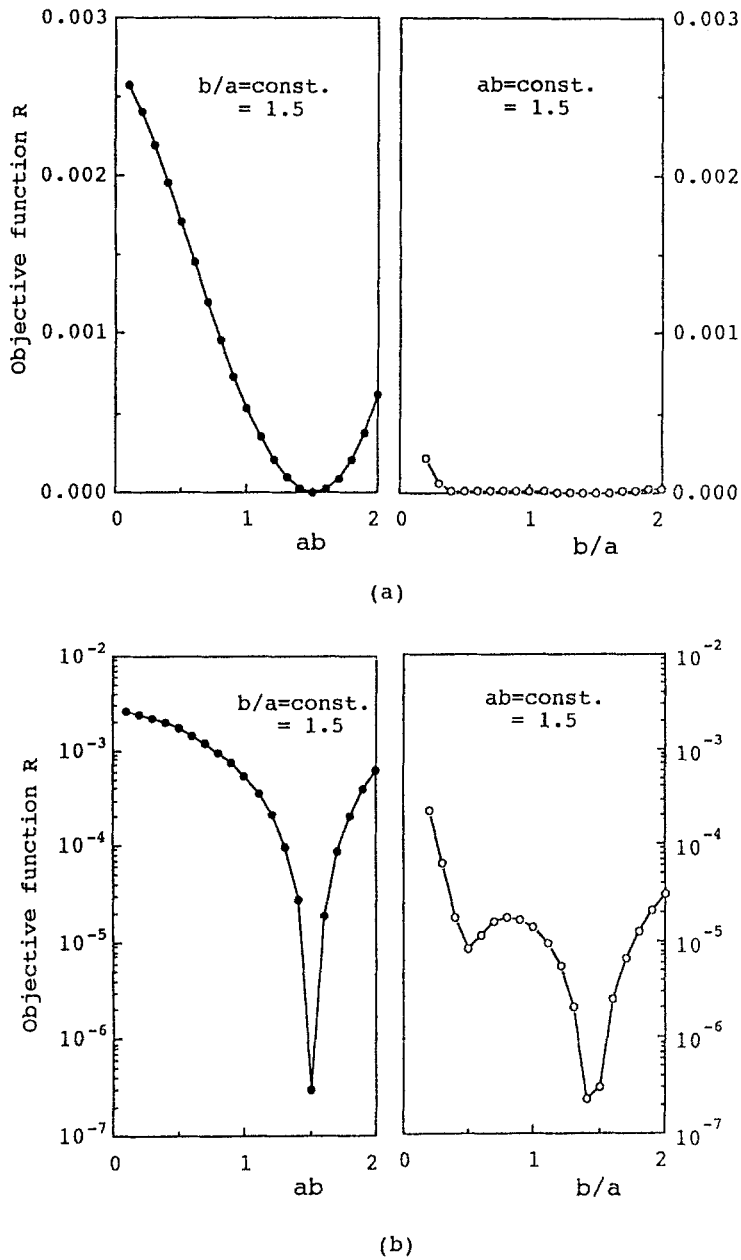 Objective function R
0.003
0.002
0.001
0.000
b/a=const.
= 1.5
0 1 2
ab
ab=const.
= 1.5
0.003
0.002
0.001
0.000
0 1 2
b/a
(a)
Objective function R
10-2
10-3
10-4
10-5
10-6
10-7
b/a=const.
= 1.5
0 1 2
ab
ab=const.
= 1.5
10-2
10-3
10-4
10-5
10-6
10-7
0 1 2
b/a
(b)